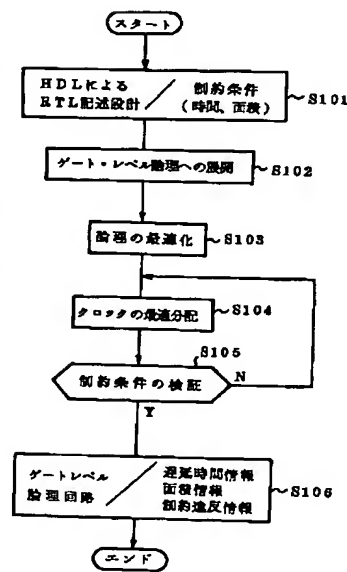 スタート
HDLによる
RTL記述設計
／
制約条件
(時間、面積)
S101
ゲート・レベル論理への展開
S102
論理の最適化
S103
クロックの最適分配
S104
S105
制約条件の検証
N
Y
ゲートレベル
論理回路
／
遅延時間情報
面積情報
制約違反情報
S106
エンド